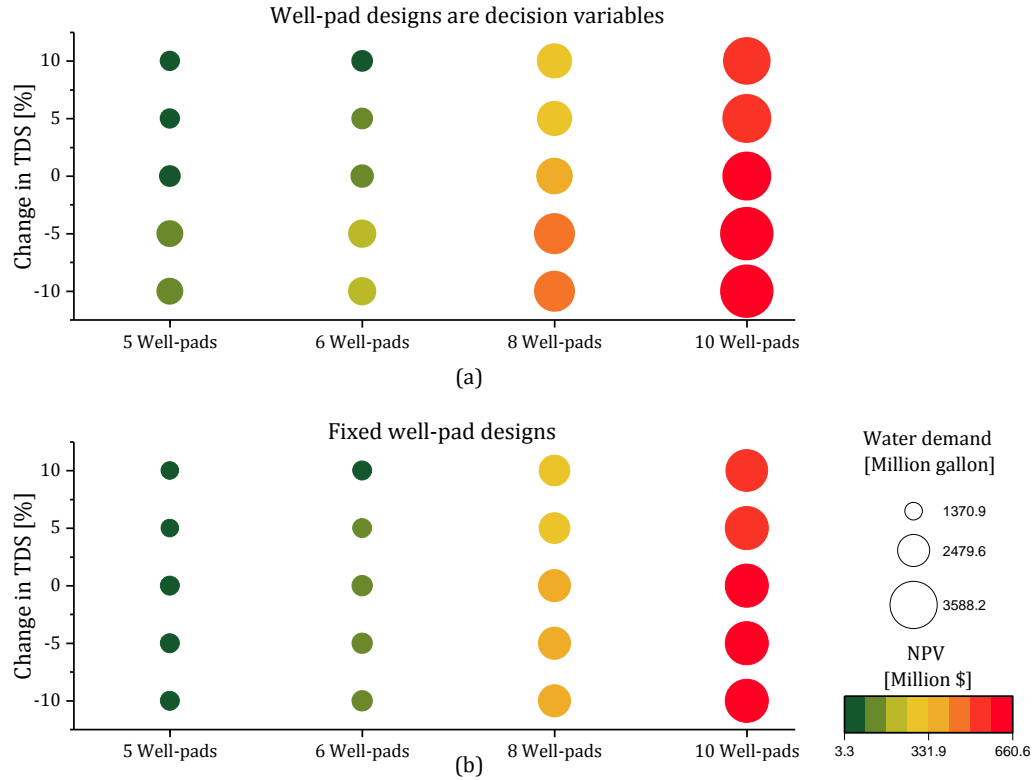 Well-pad designs are decision variables
Change in TDS [%]
10
5
0
-5
-10
5 Well-pads
6 Well-pads
8 Well-pads
10 Well-pads
(a)
Fixed well-pad designs
Change in TDS [%]
10
5
0
-5
-10
5 Well-pads
6 Well-pads
8 Well-pads
10 Well-pads
(b)
Water demand
[Million gallon]
1370.9
2479.6
3588.2
NPV
[Million $]
3.3
331.9
660.6